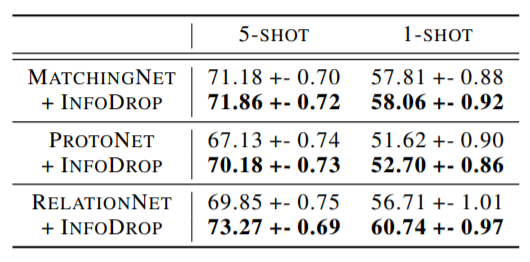 5-SHOT 1-SHOT
MATCHINGNET 71.18 +- 0.70 57.81 +- 0.88
+ INFODROP 71.86 +- 0.72 58.06 +- 0.92
PROTONET 67.13 +- 0.74 51.62 +- 0.90
+ INFODROP 70.18 +- 0.73 52.70 +- 0.86
RELATIONNET 69.85 +- 0.75 56.71 +- 1.01
+ INFODROP 73.27 +- 0.69 60.74 +- 0.97